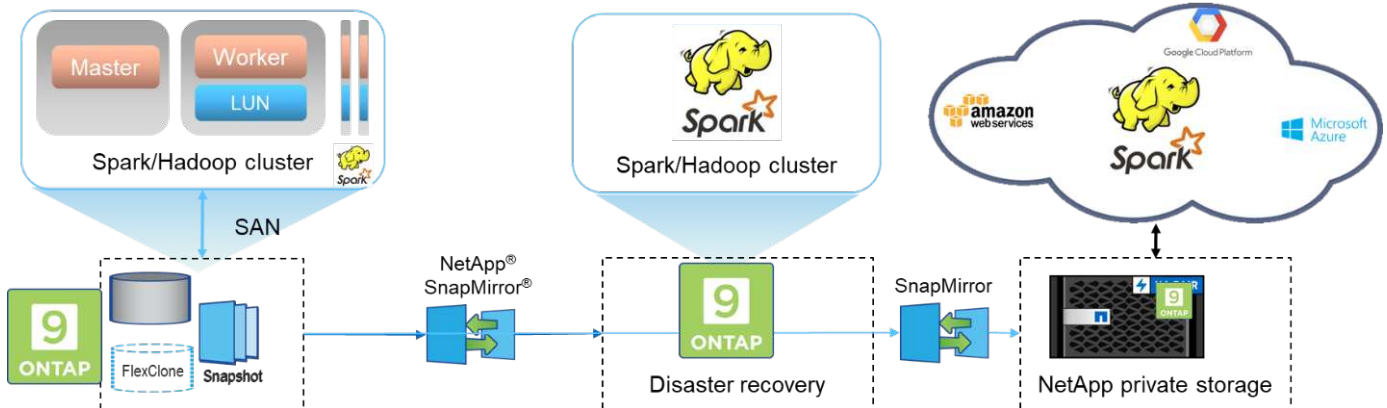 Master
Worker
LUN
Spark/Hadoop cluster
Spark
SAN
9
ONTAP
FlexClone
Snapshot
NetApp®
SnapMirror®
Spark
Spark/Hadoop cluster
9
ONTAP
Disaster recovery
SnapMirror
Google Cloud Platform
amazon
web services
Spark
Microsoft
Azure
9
ONTAP
NetApp private storage